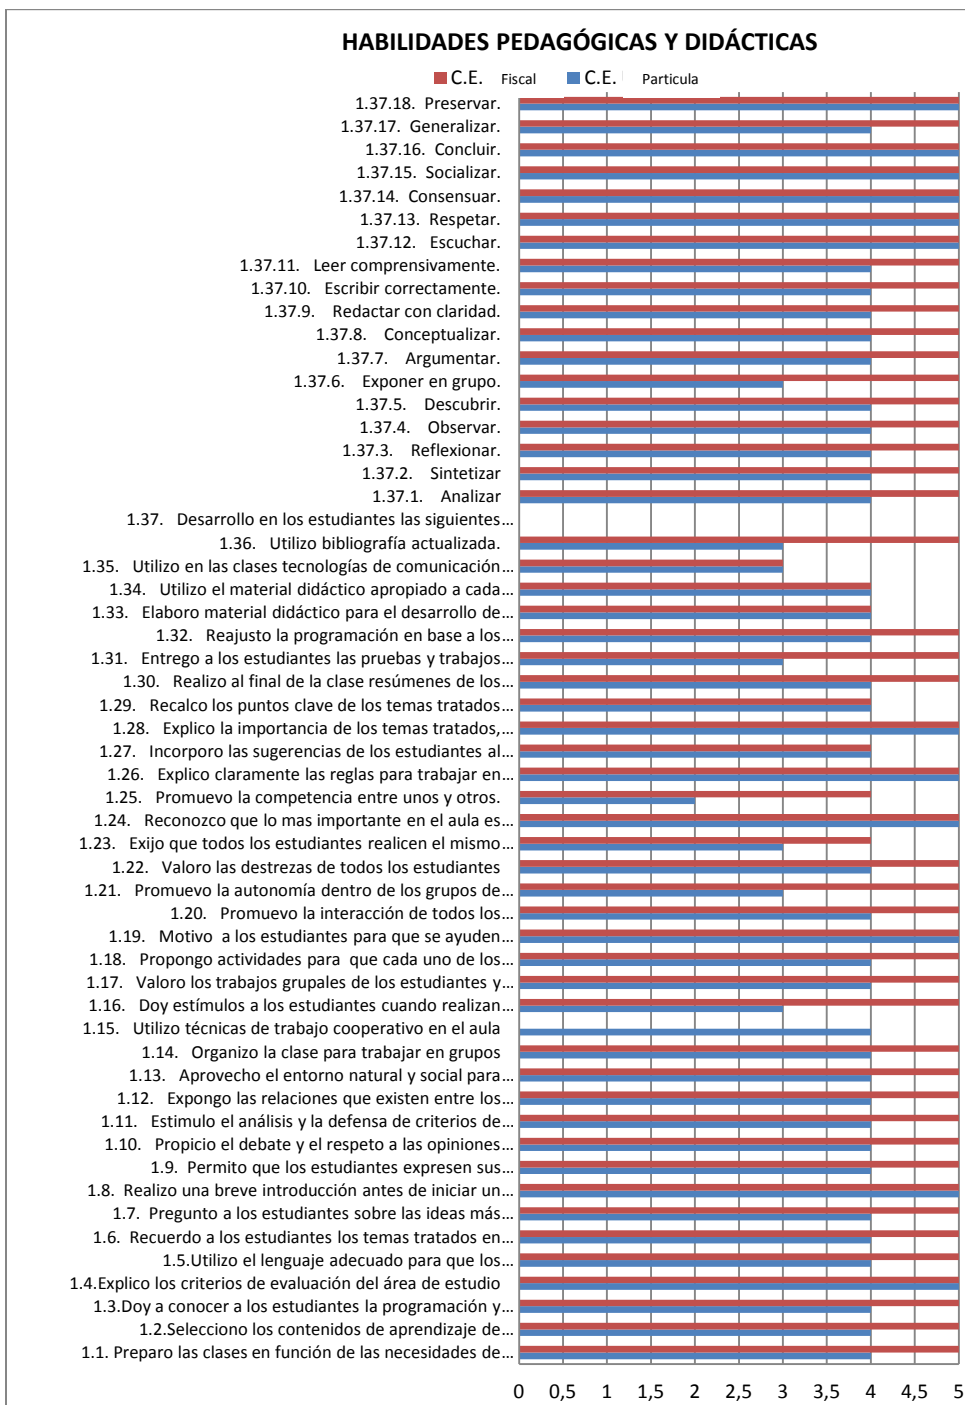 HABILIDADES PEDAGÓGICAS Y DIDÁCTICAS
C.E. Fiscal C.E. Particula
1.37.18. Preservar.
1.37.17. Generalizar.
1.37.16. Concluir.
1.37.15. Socializar.
1.37.14. Consensuar.
1.37.13. Respetar.
1.37.12. Escuchar.
1.37.11. Leer comprensivamente.
1.37.10. Escribir correctamente.
1.37.9. Redactar con claridad.
1.37.8. Conceptualizar.
1.37.7. Argumentar.
1.37.6. Exponer en grupo.
1.37.5. Descubrir.
1.37.4. Observar.
1.37.3. Reflexionar.
1.37.2. Sintetizar
1.37.1. Analizar
1.37. Desarrollo en los estudiantes las siguientes…
1.36. Utilizo bibliografía actualizada.
1.35. Utilizo en las clases tecnologías de comunicación…
1.34. Utilizo el material didáctico apropiado a cada…
1.33. Elaboro material didáctico para el desarrollo de…
1.32. Reajusto la programación en base a los…
1.31. Entrego a los estudiantes las pruebas y trabajos…
1.30. Realizo al final de la clase resúmenes de los…
1.29. Recalco los puntos clave de los temas tratados…
1.28. Explico la importancia de los temas tratados,…
1.27. Incorporo las sugerencias de los estudiantes al…
1.26. Explico claramente las reglas para trabajar en…
1.25. Promuevo la competencia entre unos y otros.
1.24. Reconozco que lo mas importante en el aula es…
1.23. Exijo que todos los estudiantes realicen el mismo…
1.22. Valoro las destrezas de todos los estudiantes
1.21. Promuevo la autonomía dentro de los grupos de…
1.20. Promuevo la interacción de todos los…
1.19. Motivo a los estudiantes para que se ayuden…
1.18. Propongo actividades para que cada uno de los…
1.17. Valoro los trabajos grupales de los estudiantes y…
1.16. Doy estímulos a los estudiantes cuando realizan…
1.15. Utilizo técnicas de trabajo cooperativo en el aula
1.14. Organizo la clase para trabajar en grupos
1.13. Aprovecho el entorno natural y social para…
1.12. Expongo las relaciones que existen entre los…
1.11. Estimulo el análisis y la defensa de criterios de…
1.10. Propicio el debate y el respeto a las opiniones…
1.9. Permito que los estudiantes expresen sus…
1.8. Realizo una breve introducción antes de iniciar un…
1.7. Pregunto a los estudiantes sobre las ideas más…
1.6. Recuerdo a los estudiantes los temas tratados en…
1.5.Utilizo el lenguaje adecuado para que los…
1.4.Explico los criterios de evaluación del área de estudio
1.3.Doy a conocer a los estudiantes la programación y…
1.2.Selecciono los contenidos de aprendizaje de…
1.1. Preparo las clases en función de las necesidades de…
0 0,5 1 1,5 2 2,5 3 3,5 4 4,5 5